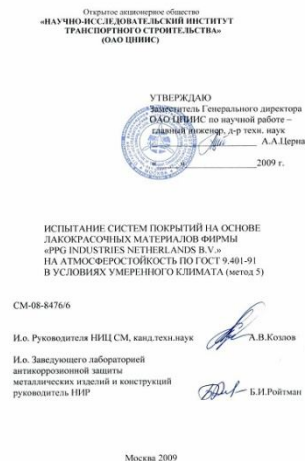 Открытое акционерное общество
«НАУЧНО-ИССЛЕДОВАТЕЛЬСКИЙ ИНСТИТУТ
ТРАНСПОРТНОГО СТРОИТЕЛЬСТВА»
(ОАО ЦНИИС)
УТВЕРЖДАЮ
Заместитель Генерального директора
ОАО ЦНИИС по научной работе –
главный инженер, д-р техн. наук
А.А.Церна
2009 г.
ИСПЫТАНИЕ СИСТЕМ ПОКРЫТИЙ НА ОСНОВЕ
ЛАКОКРАСОЧНЫХ МАТЕРИАЛОВ ФИРМЫ
«PPG INDUSTRIES NETHERLANDS B.V.»
НА АТМОСФЕРОСТОЙКОСТЬ ПО ГОСТ 9.401-91
В УСЛОВИЯХ УМЕРЕННОГО КЛИМАТА (метод 5)
СМ-08-8476/6
И.о. Руководителя НИЦ СМ, канд.техн.наук А.В.Козлов
И.о. Заведующего лабораторией
антикоррозионной защиты
металлических изделий и конструкций
руководитель НИР Б.И.Ройтман
Москва 2009